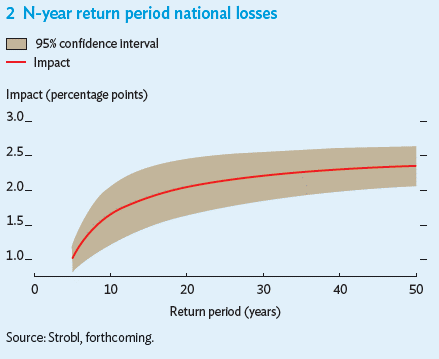 2 N-year return period national losses
95% confidence interval
Impact
Impact (percentage points)
3.0
2.5
2.0
1.5
1.0
0 10 20 30 40 50
Return period (years)
Source: Strobl, forthcoming.